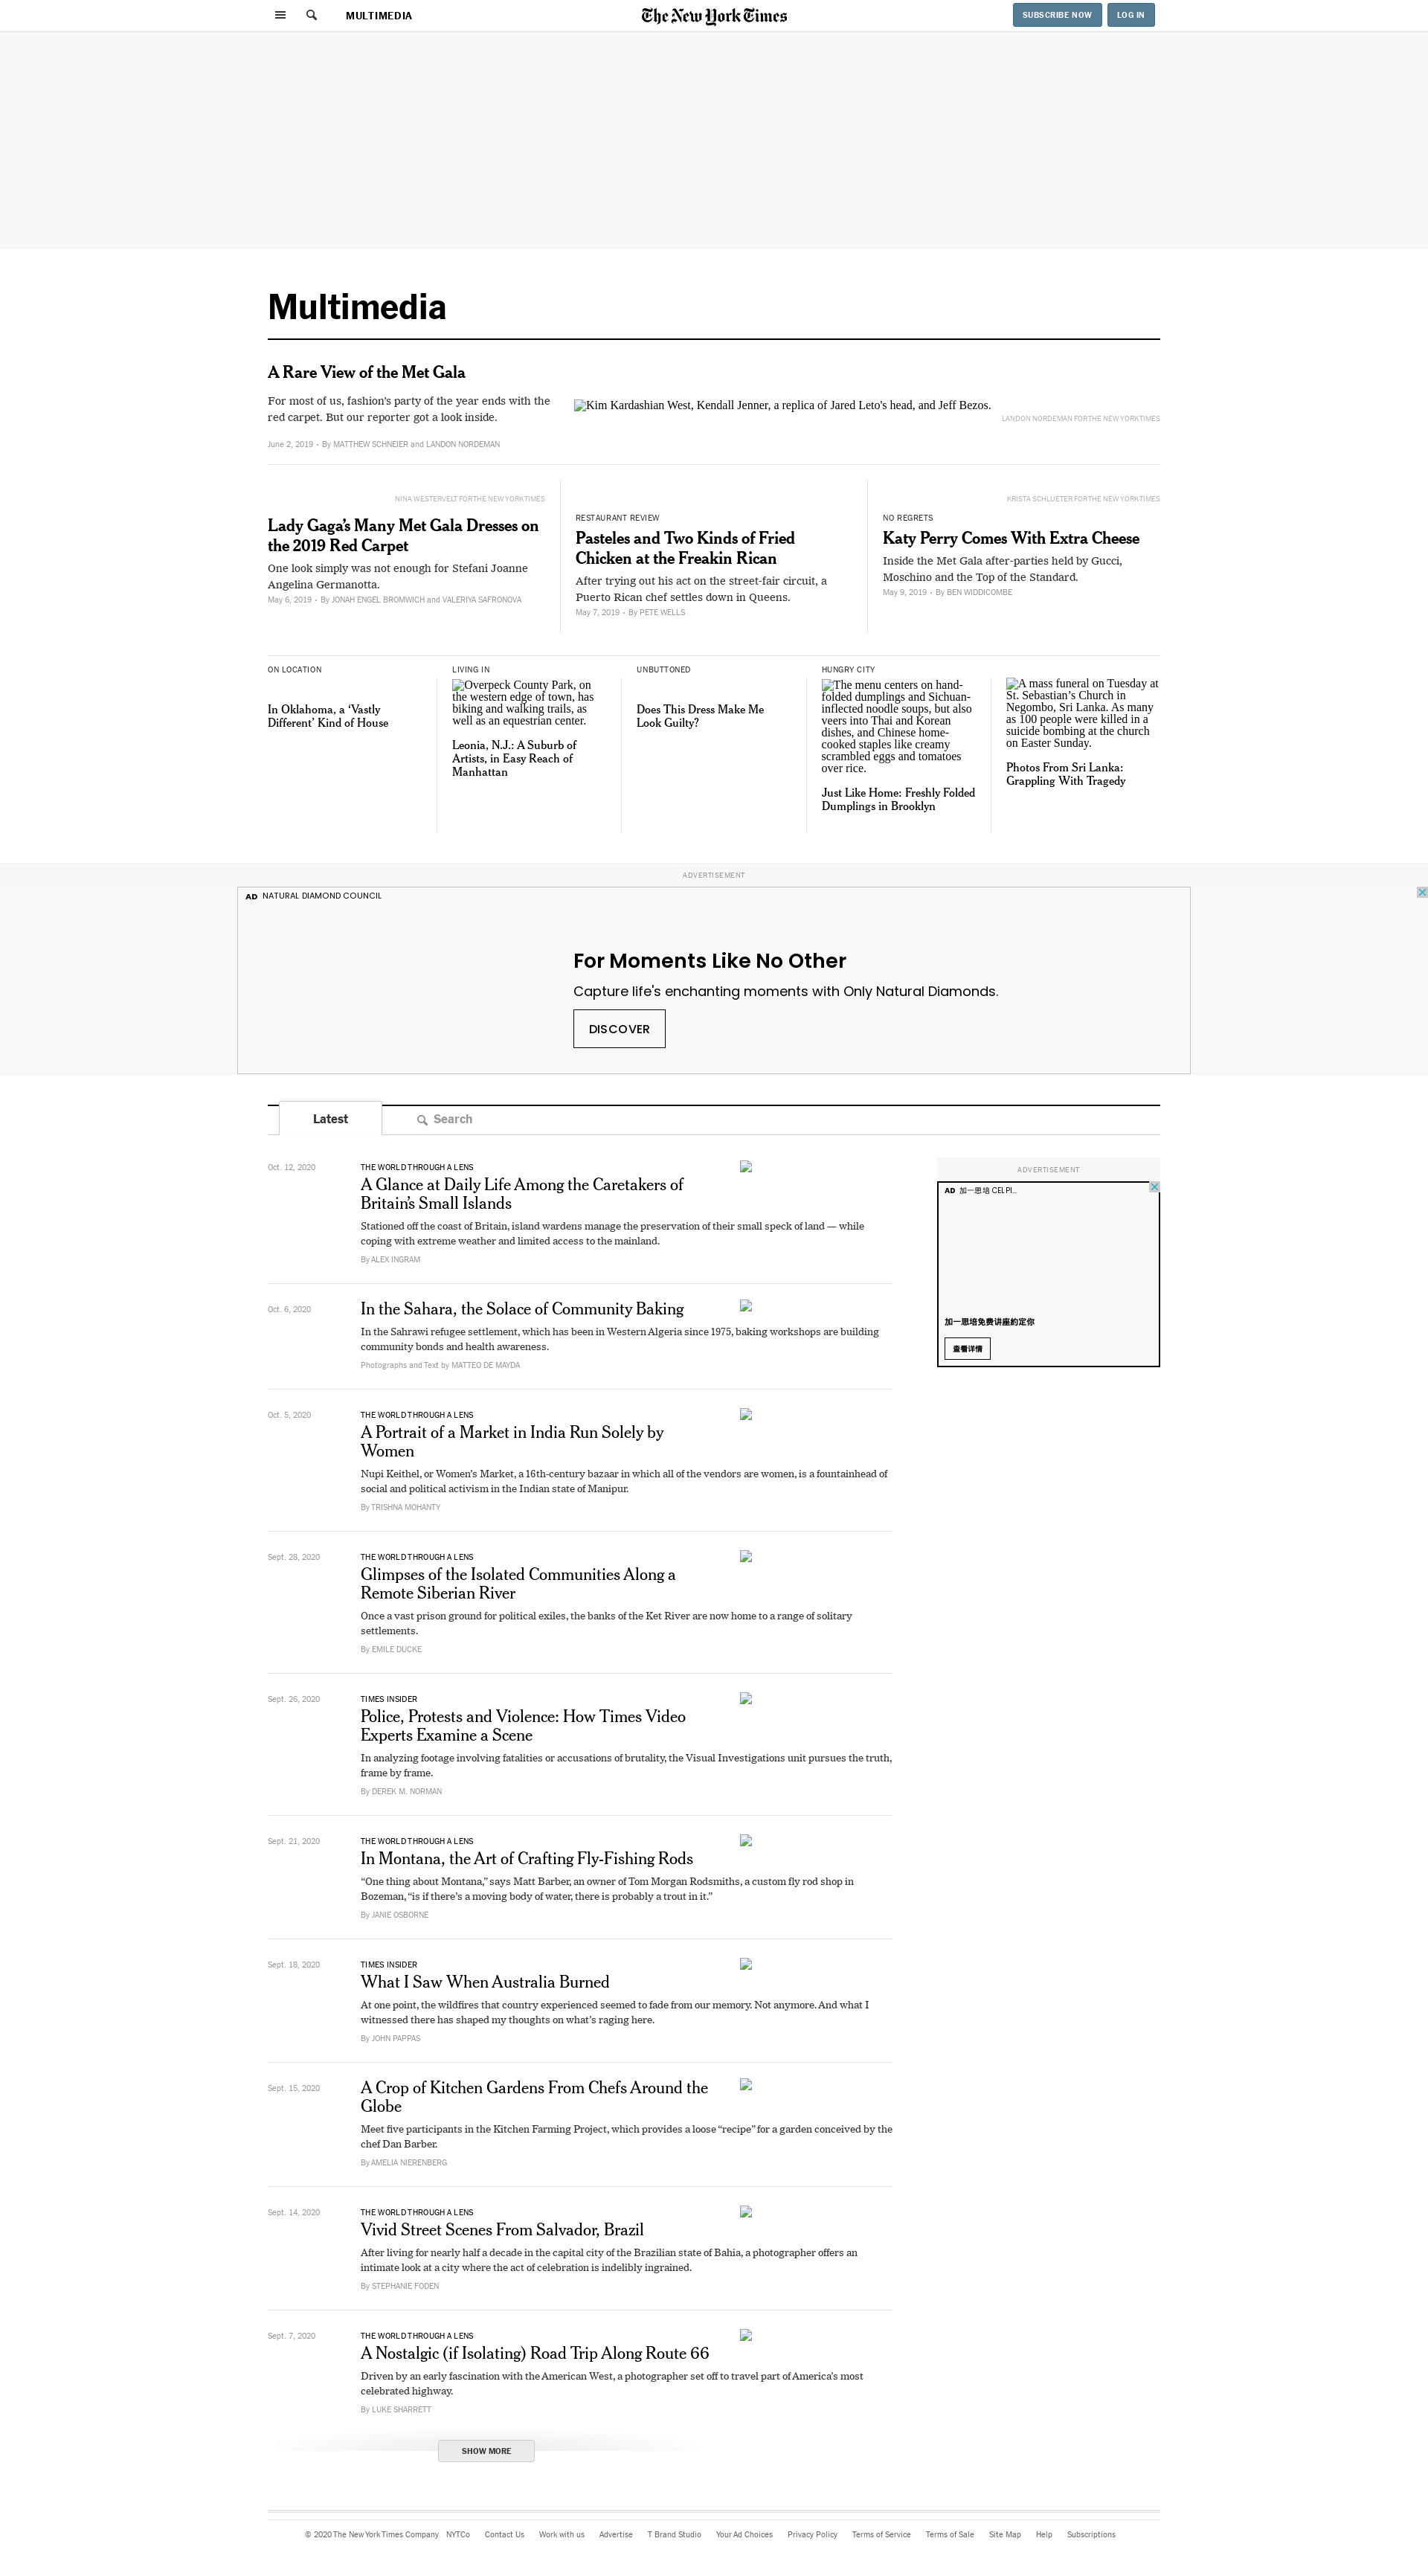 MULTIMEDIA
The New York Times
SUBSCRIBE NOW
LOG IN
Multimedia
A Rare View of the Met Gala
For most of us, fashion's party of the year ends with the
red carpet. But our reporter got a look inside.
June 2, 2019 • By MATTHEW SCHNEIER and LANDON NORDEMAN
Kim Kardashian West, Kendall Jenner, a replica of Jared Leto's head, and Jeff Bezos.
LANDON NORDEMAN FOR THE NEW YORK TIMES
NINA WESTERVELT FOR THE NEW YORK TIMES
Lady Gaga’s Many Met Gala Dresses on
the 2019 Red Carpet
One look simply was not enough for Stefani Joanne
Angelina Germanotta.
May 6, 2019 • By JONAH ENGEL BROMWICH and VALERIYA SAFRONOVA
RESTAURANT REVIEW
Pasteles and Two Kinds of Fried
Chicken at the Freakin Rican
After trying out his act on the street-fair circuit, a
Puerto Rican chef settles down in Queens.
May 7, 2019 • By PETE WELLS
KRISTA SCHLUETER FOR THE NEW YORK TIMES
NO REGRETS
Katy Perry Comes With Extra Cheese
Inside the Met Gala after-parties held by Gucci,
Moschino and the Top of the Standard.
May 9, 2019 • By BEN WIDDICOMBE
ON LOCATION
In Oklahoma, a ‘Vastly
Different’ Kind of House
LIVING IN
Overpeck County Park, on
the western edge of town, has
biking and walking trails, as
well as an equestrian center.
Leonia, N.J.: A Suburb of
Artists, in Easy Reach of
Manhattan
UNBUTTONED
Does This Dress Make Me
Look Guilty?
HUNGRY CITY
The menu centers on hand-
folded dumplings and Sichuan-
inflected noodle soups, but also
veers into Thai and Korean
dishes, and Chinese home-
cooked staples like creamy
scrambled eggs and tomatoes
over rice.
Just Like Home: Freshly Folded
Dumplings in Brooklyn
A mass funeral on Tuesday at
St. Sebastian’s Church in
Negombo, Sri Lanka. As many
as 100 people were killed in a
suicide bombing at the church
on Easter Sunday.
Photos From Sri Lanka:
Grappling With Tragedy
ADVERTISEMENT
AD NATURAL DIAMOND COUNCIL
For Moments Like No Other
Capture life's enchanting moments with Only Natural Diamonds.
DISCOVER
Latest
Search
Oct. 12, 2020
THE WORLD THROUGH A LENS
A Glance at Daily Life Among the Caretakers of
Britain’s Small Islands
Stationed off the coast of Britain, island wardens manage the preservation of their small speck of land — while
coping with extreme weather and limited access to the mainland.
By ALEX INGRAM
ADVERTISEMENT
AD 加一思培 CELPI...
加一思培免费讲座约定你
查看详情
Oct. 6, 2020
In the Sahara, the Solace of Community Baking
In the Sahrawi refugee settlement, which has been in Western Algeria since 1975, baking workshops are building
community bonds and health awareness.
Photographs and Text by MATTEO DE MAYDA
Oct. 5, 2020
THE WORLD THROUGH A LENS
A Portrait of a Market in India Run Solely by
Women
Nupi Keithel, or Women’s Market, a 16th-century bazaar in which all of the vendors are women, is a fountainhead of
social and political activism in the Indian state of Manipur.
By TRISHNA MOHANTY
Sept. 28, 2020
THE WORLD THROUGH A LENS
Glimpses of the Isolated Communities Along a
Remote Siberian River
Once a vast prison ground for political exiles, the banks of the Ket River are now home to a range of solitary
settlements.
By EMILE DUCKE
Sept. 26, 2020
TIMES INSIDER
Police, Protests and Violence: How Times Video
Experts Examine a Scene
In analyzing footage involving fatalities or accusations of brutality, the Visual Investigations unit pursues the truth,
frame by frame.
By DEREK M. NORMAN
Sept. 21, 2020
THE WORLD THROUGH A LENS
In Montana, the Art of Crafting Fly-Fishing Rods
“One thing about Montana,” says Matt Barber, an owner of Tom Morgan Rodsmiths, a custom fly rod shop in
Bozeman, “is if there’s a moving body of water, there is probably a trout in it.”
By JANIE OSBORNE
Sept. 18, 2020
TIMES INSIDER
What I Saw When Australia Burned
At one point, the wildfires that country experienced seemed to fade from our memory. Not anymore. And what I
witnessed there has shaped my thoughts on what’s raging here.
By JOHN PAPPAS
Sept. 15, 2020
A Crop of Kitchen Gardens From Chefs Around the
Globe
Meet five participants in the Kitchen Farming Project, which provides a loose “recipe” for a garden conceived by the
chef Dan Barber.
By AMELIA NIERENBERG
Sept. 14, 2020
THE WORLD THROUGH A LENS
Vivid Street Scenes From Salvador, Brazil
After living for nearly half a decade in the capital city of the Brazilian state of Bahia, a photographer offers an
intimate look at a city where the act of celebration is indelibly ingrained.
By STEPHANIE FODEN
Sept. 7, 2020
THE WORLD THROUGH A LENS
A Nostalgic (if Isolating) Road Trip Along Route 66
Driven by an early fascination with the American West, a photographer set off to travel part of America’s most
celebrated highway.
By LUKE SHARRETT
SHOW MORE
© 2020 The New York Times Company NYTCo Contact Us Work with us Advertise T Brand Studio Your Ad Choices Privacy Policy Terms of Service Terms of Sale Site Map Help Subscriptions